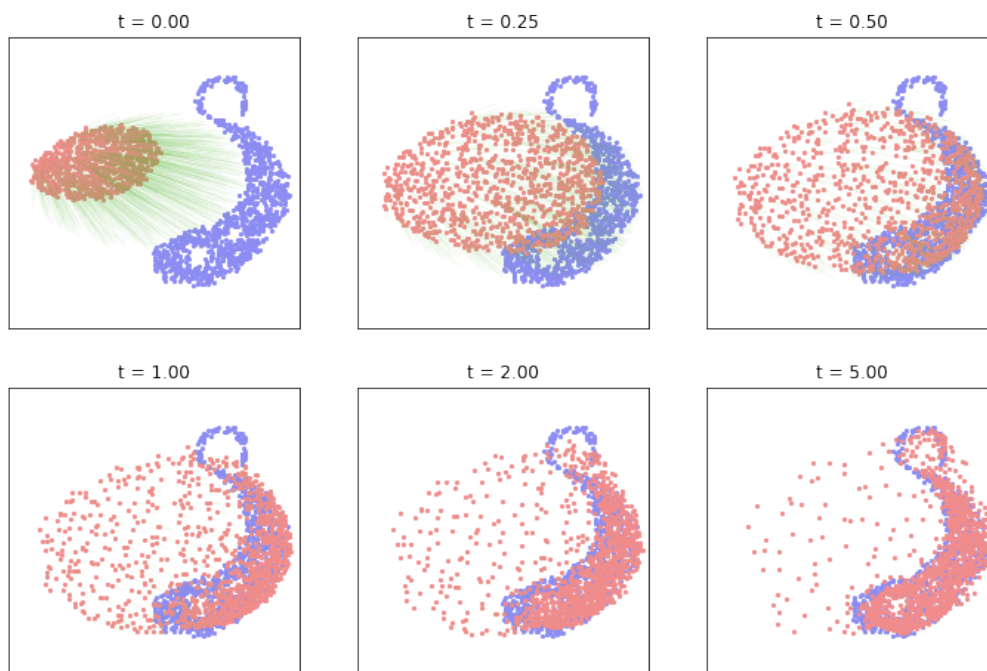 t = 0.00
t = 0.25
t = 0.50
t = 1.00
t = 2.00
t = 5.00